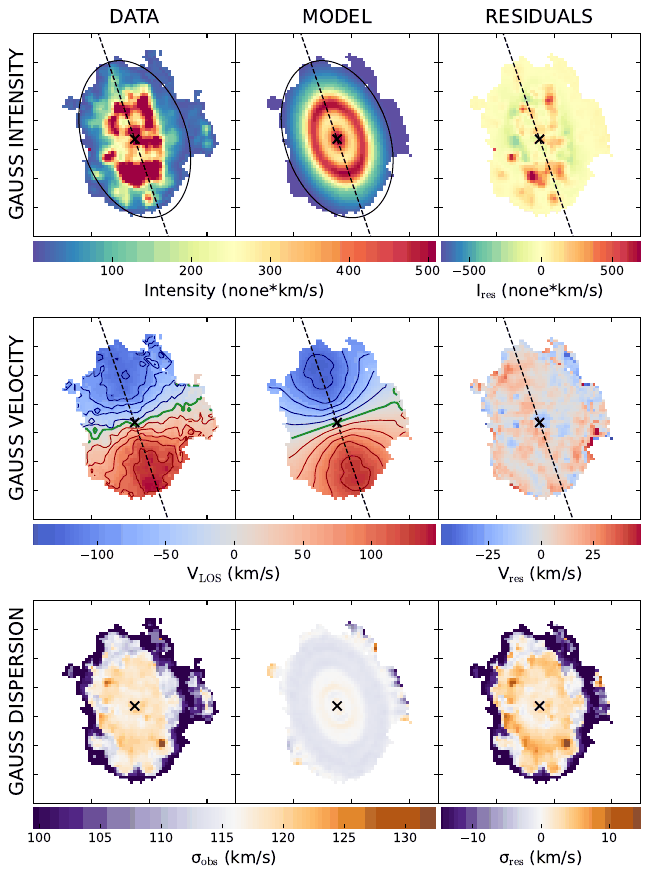 DATA MODEL RESIDUALS
GAUSS INTENSITY
100 200 300 400 500 −500 0 500
Intensity (none*km/s) I_res (none*km/s)
GAUSS VELOCITY
−100 −50 0 50 100 −25 0 25
V_LOS (km/s) V_res (km/s)
GAUSS DISPERSION
100 105 110 115 120 125 130 −10 0 10
σ_obs (km/s) σ_res (km/s)